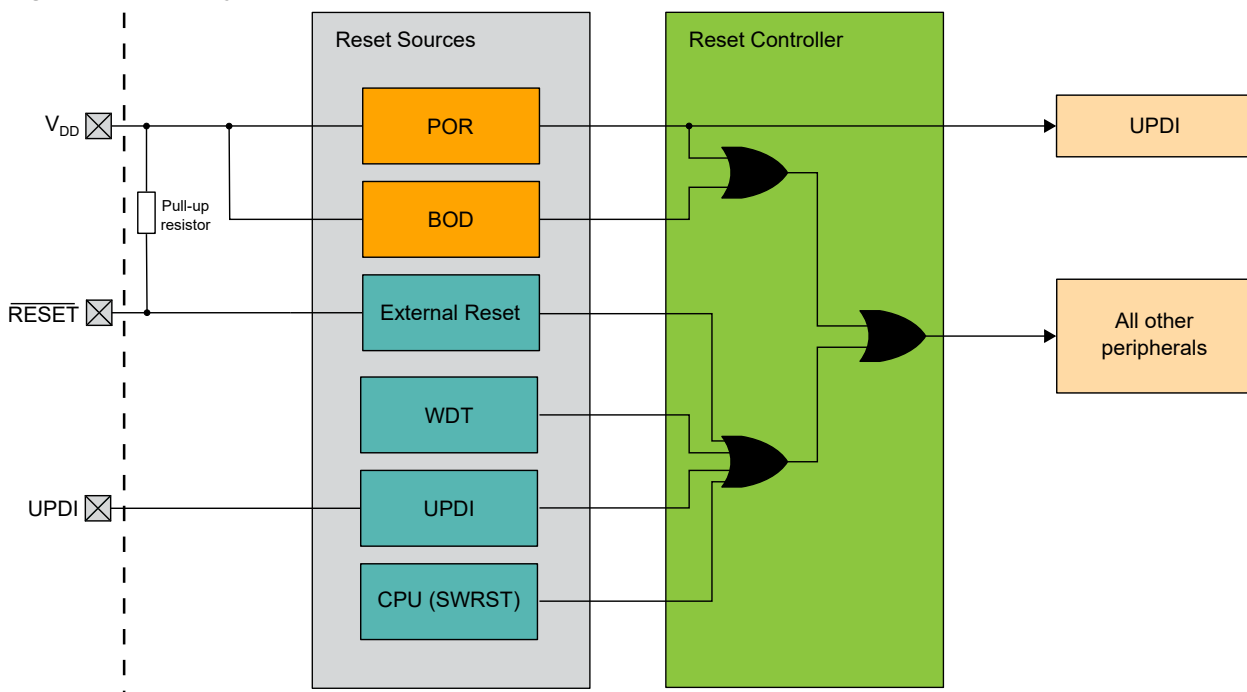 Reset Sources
Reset Controller
VDD
POR
UPDI
Pull-up
resistor
BOD
RESET
External Reset
All other
peripherals
WDT
UPDI
UPDI
CPU (SWRST)